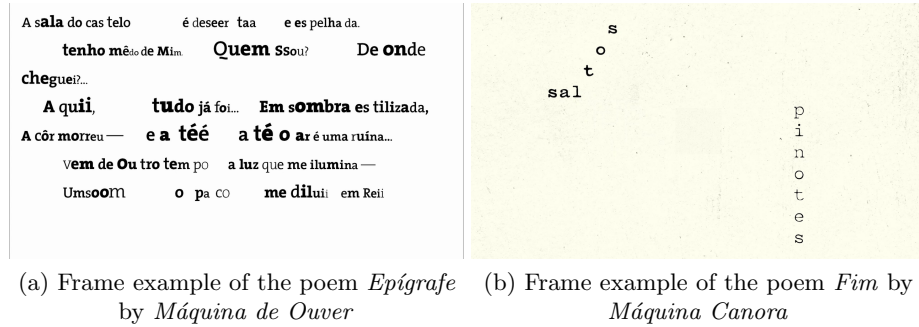 A sala do cas telo é deseer taa e es pelha da.
tenho mêdo de Mim. Quem Ssou? De onde
cheguei?...
A quii, tudo já foi... Em sombra es tilizada,
A côr morreu — e a téé a té o ar é uma ruína...
Vem de Ou tro tem po a luz que me ilumina —
Umsoom o pa co me diluii em Reii
s
o
t
sal
p
i
n
o
t
e
s
(a) Frame example of the poem Epígrafe
by Máquina de Ouver
(b) Frame example of the poem Fim by
Máquina Canora